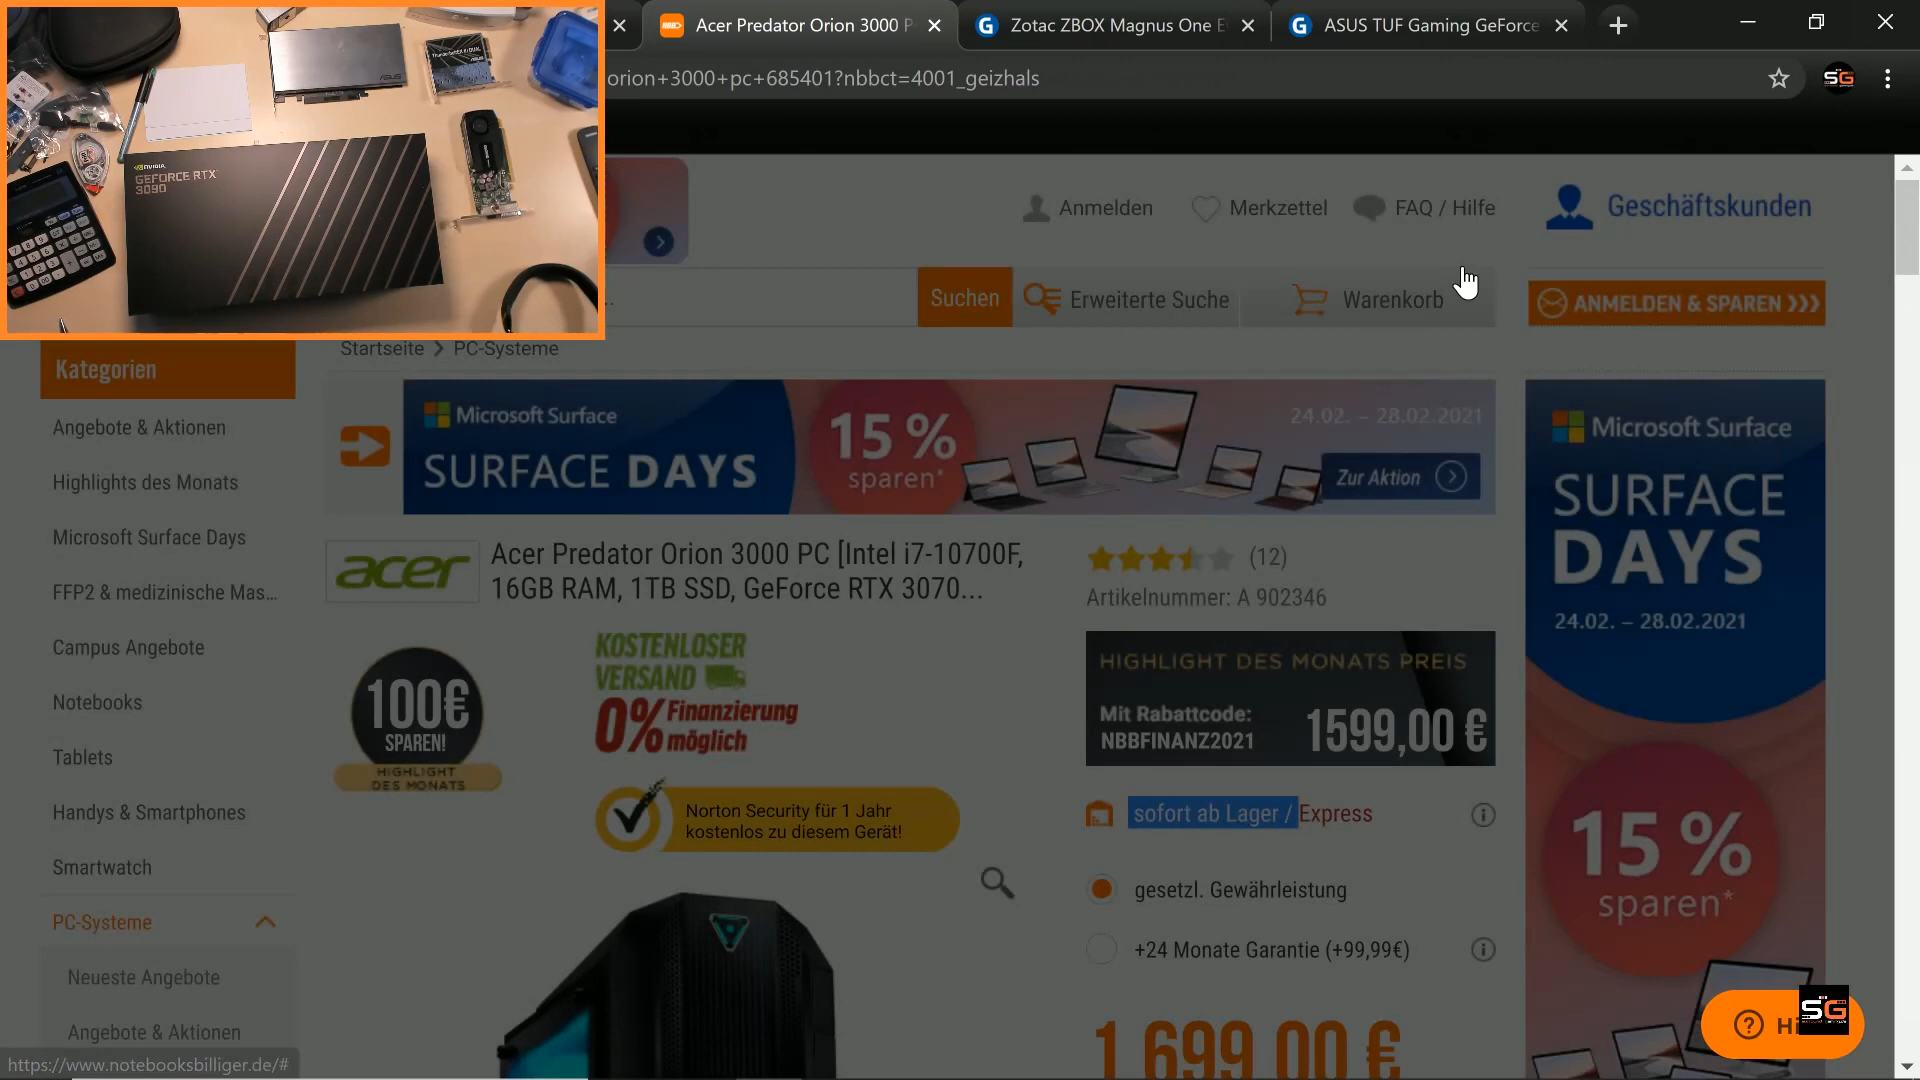 Acer Predator Orion 3000 P
Zotac ZBOX Magnus One E
ASUS TUF Gaming GeForce
orion+3000+pc+685401?nbbct=4001_geizhals
SG
NVIDIA
GEFORCE RTX
3090
ASUS
Anmelden
Merkzettel
FAQ / Hilfe
Geschäftskunden
Suchen
Erweiterte Suche
Warenkorb
ANMELDEN & SPAREN
Startseite
PC-Systeme
Kategorien
Angebote & Aktionen
Highlights des Monats
Microsoft Surface Days
FFP2 & medizinische Mas...
Campus Angebote
Notebooks
Tablets
Handys & Smartphones
Smartwatch
PC-Systeme
Neueste Angebote
Angebote & Aktionen
Microsoft Surface
SURFACE DAYS
15 %
sparen*
24.02. – 28.02.2021
Zur Aktion
acer
Acer Predator Orion 3000 PC [Intel i7-10700F,
16GB RAM, 1TB SSD, GeForce RTX 3070...
(12)
Artikelnummer: A 902346
100€
SPAREN!
HIGHLIGHT
DES MONATS
KOSTENLOSER
VERSAND
0% Finanzierung
möglich
Norton Security für 1 Jahr
kostenlos zu diesem Gerät!
HIGHLIGHT DES MONATS PREIS
Mit Rabattcode:
NBBFINANZ2021
1599,00 €
sofort ab Lager / Express
gesetzl. Gewährleistung
+24 Monate Garantie (+99,99€)
1 699,00 €
Microsoft Surface
SURFACE
DAYS
24.02. – 28.02.2021
15 %
sparen*
SG
https://www.notebooksbilliger.de/#